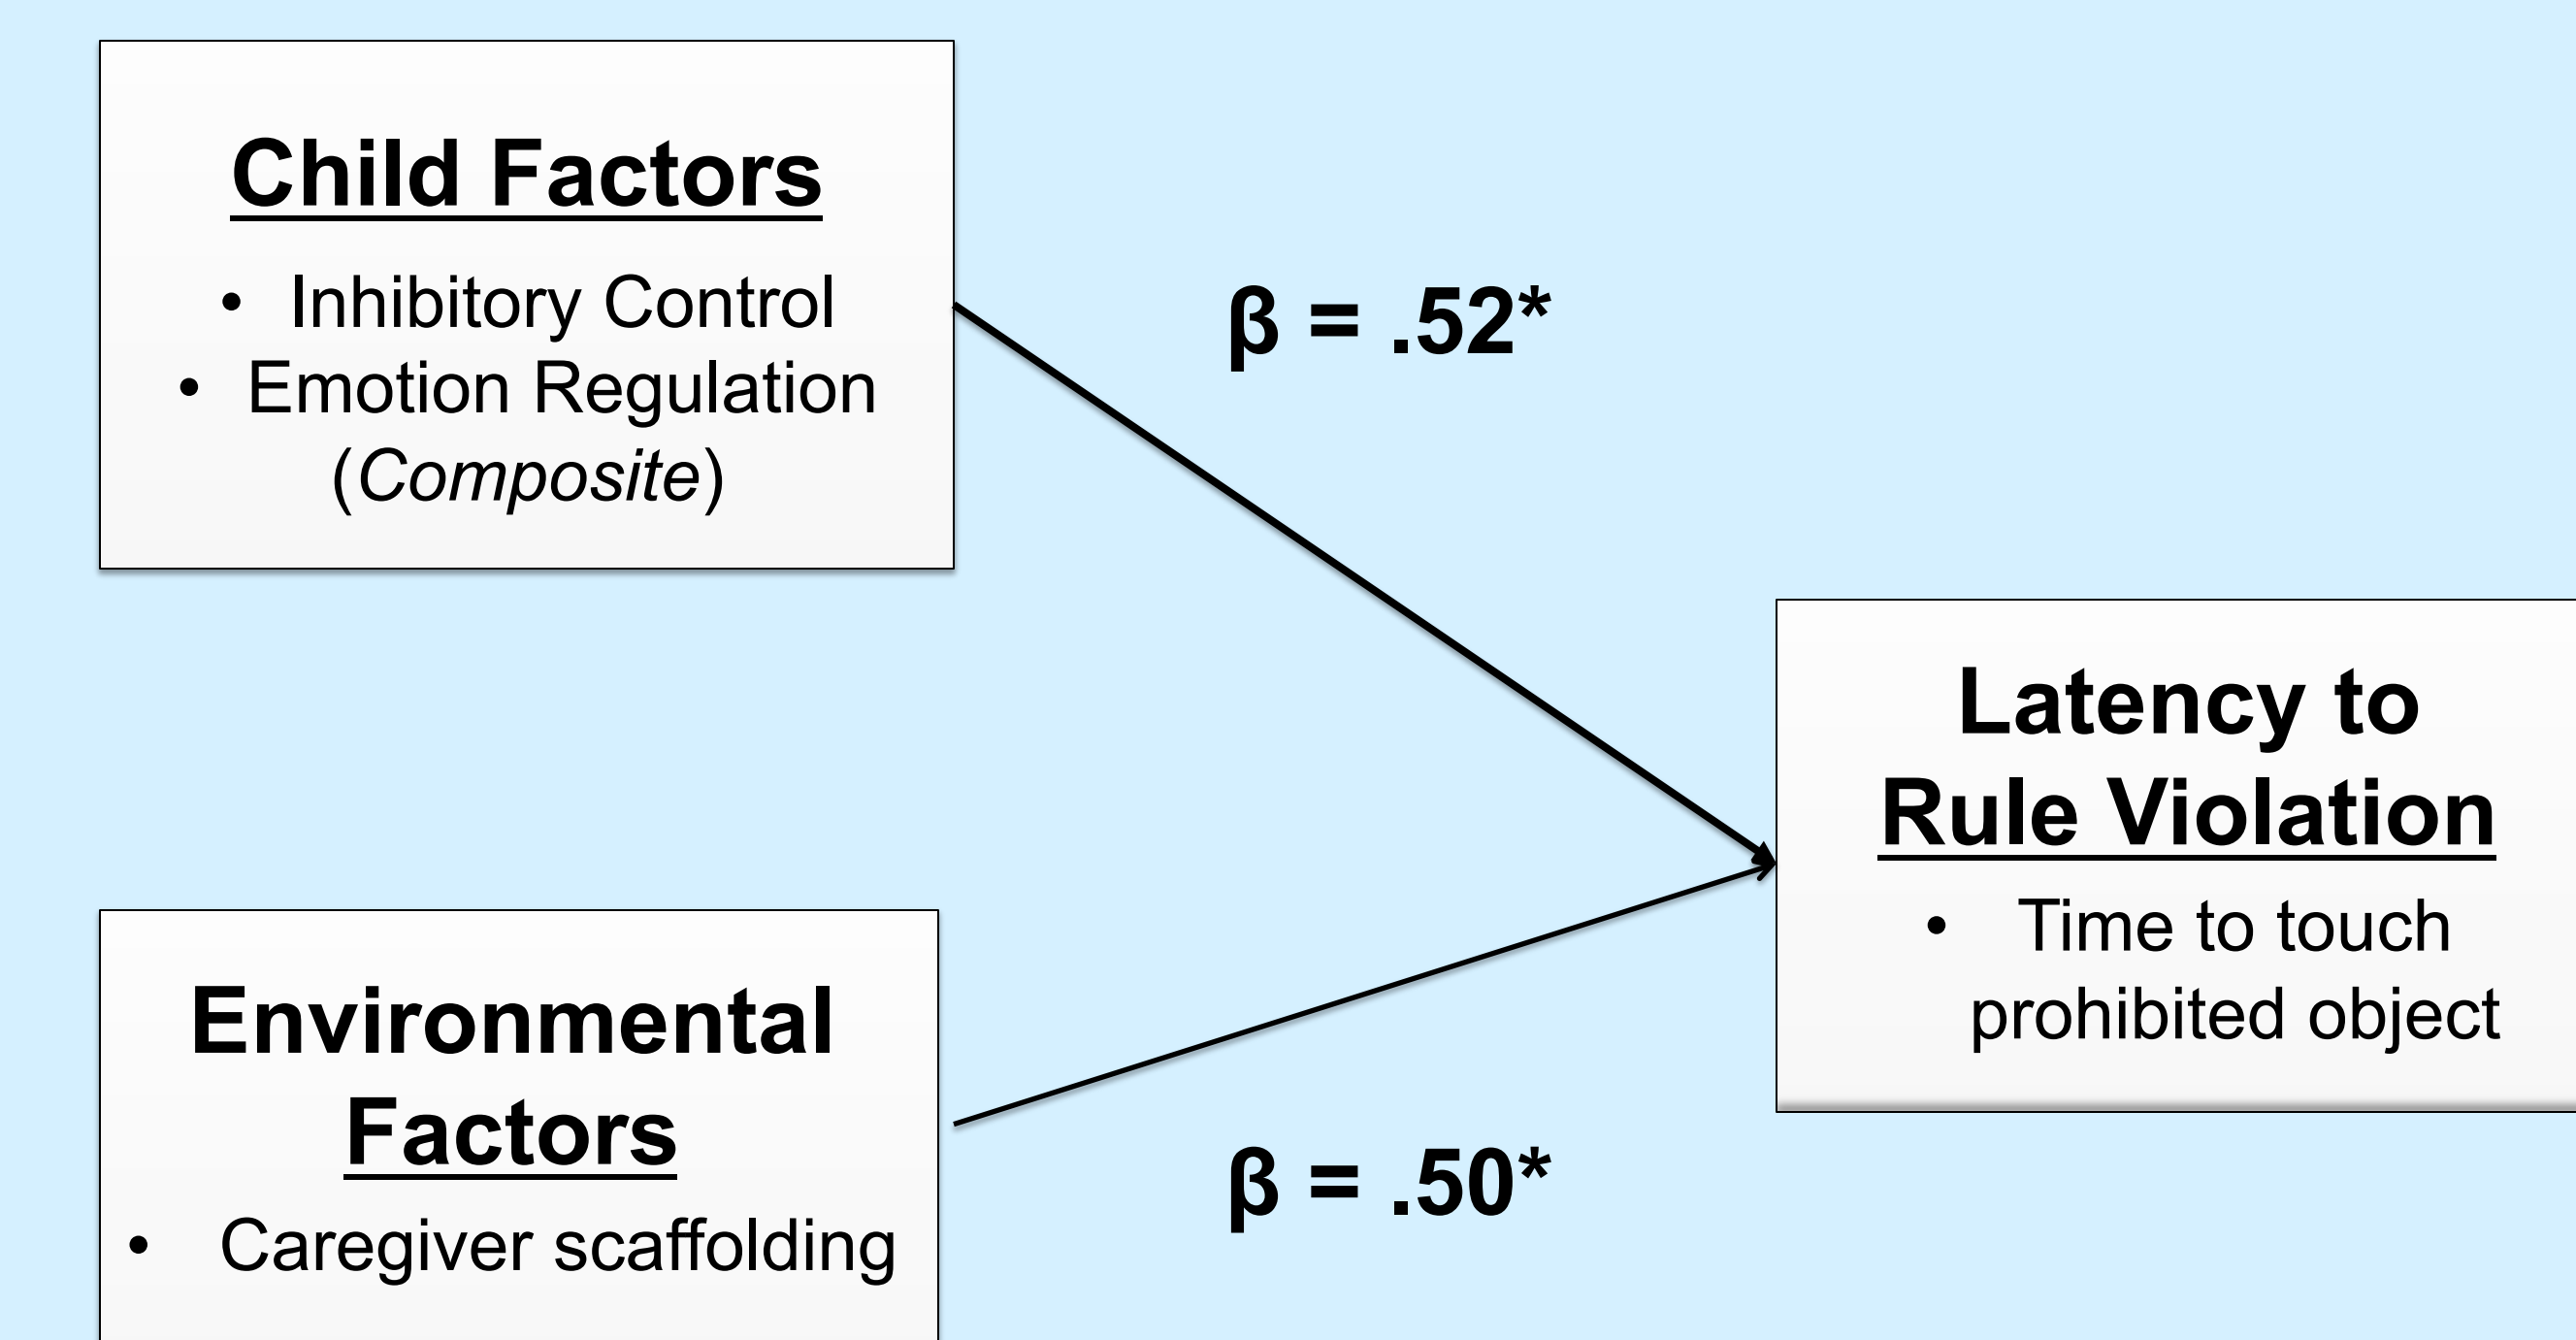 Child Factors
• Inhibitory Control
• Emotion Regulation
(Composite)
β = .52*
Latency to
Rule Violation
• Time to touch
prohibited object
Environmental
Factors
• Caregiver scaffolding
β = .50*